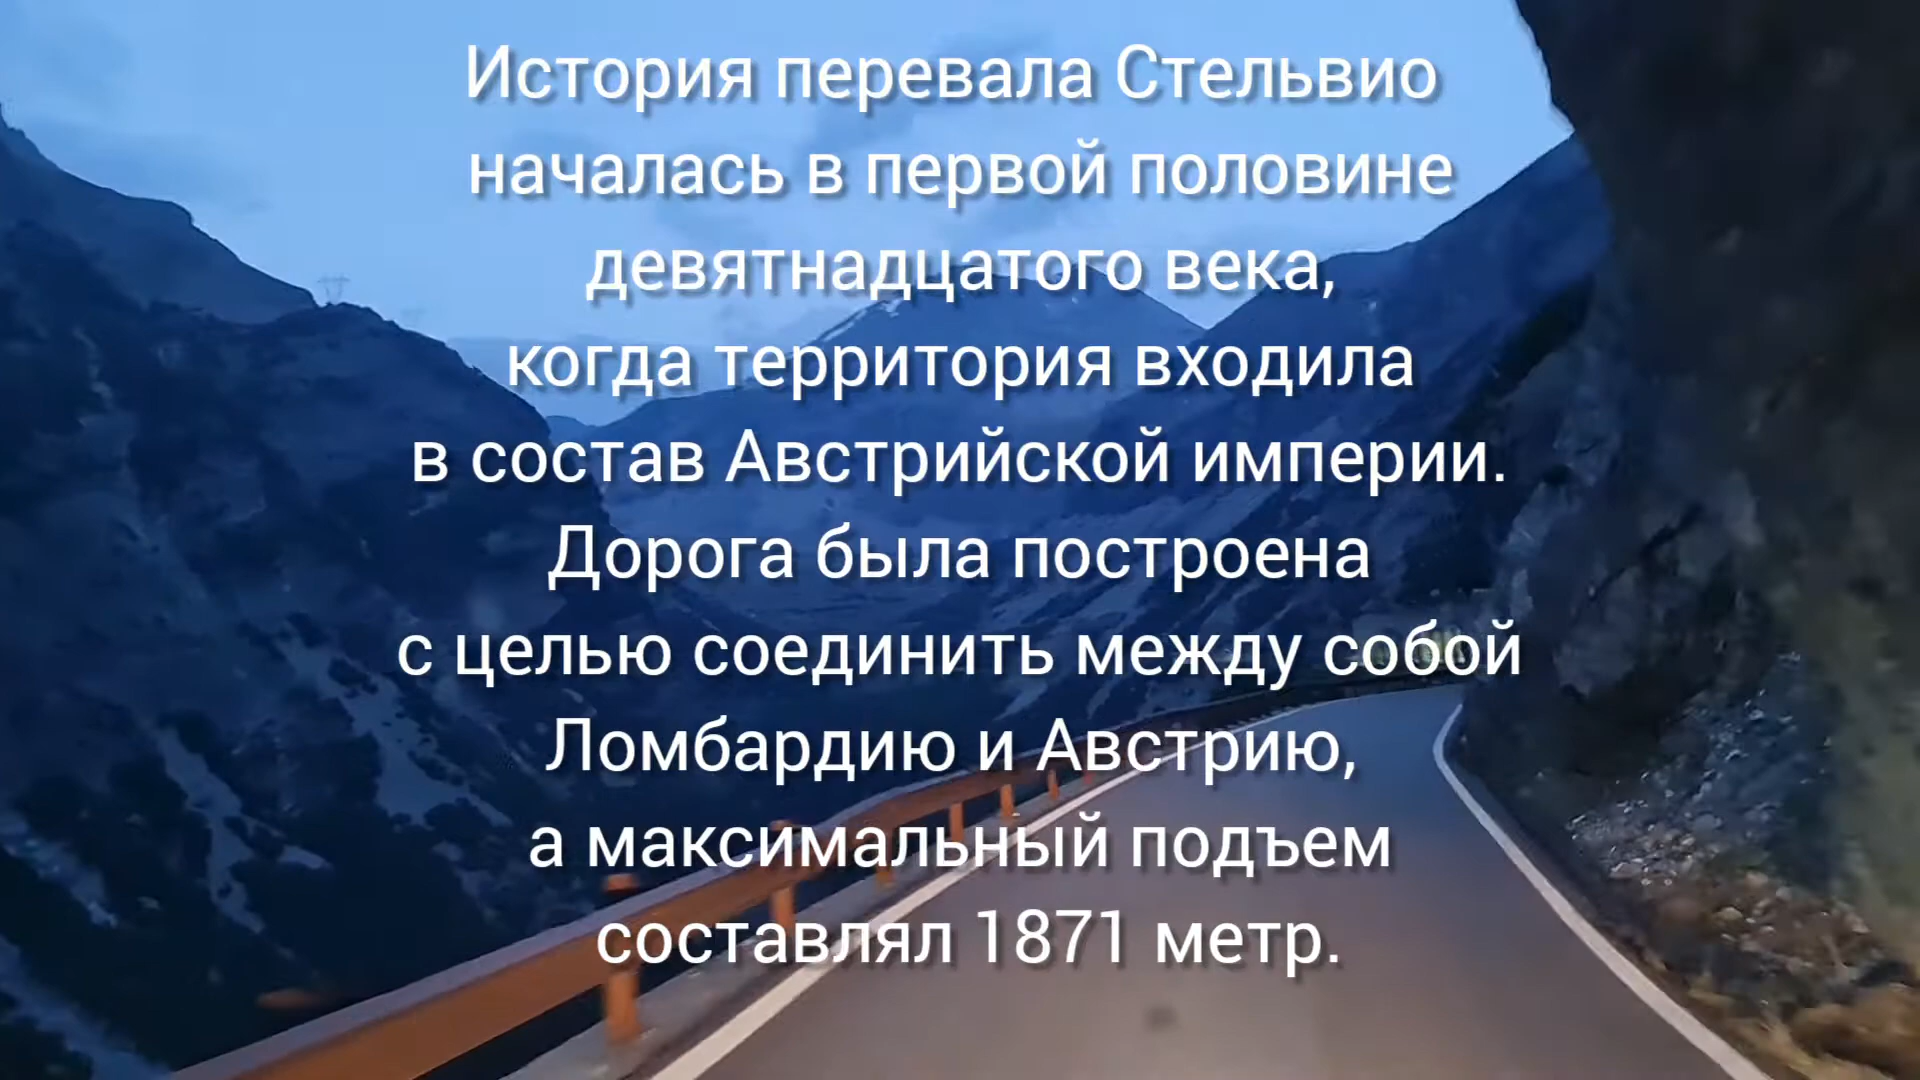 История перевала Стельвио
началась в первой половине
девятнадцатого века,
когда территория входила
в состав Австрийской империи.
Дорога была построена
с целью соединить между собой
Ломбардию и Австрию,
а максимальный подъем
составлял 1871 метр.